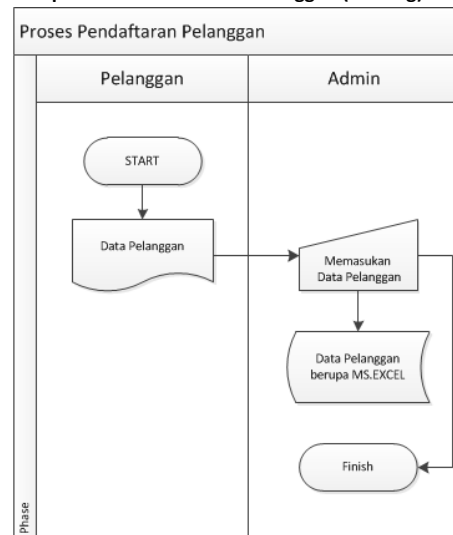 Proses Pendaftaran Pelanggan
Pelanggan
Admin
START
Data Pelanggan
Memasukan
Data Pelanggan
Data Pelanggan
berupa MS.EXCEL
Finish
Phase